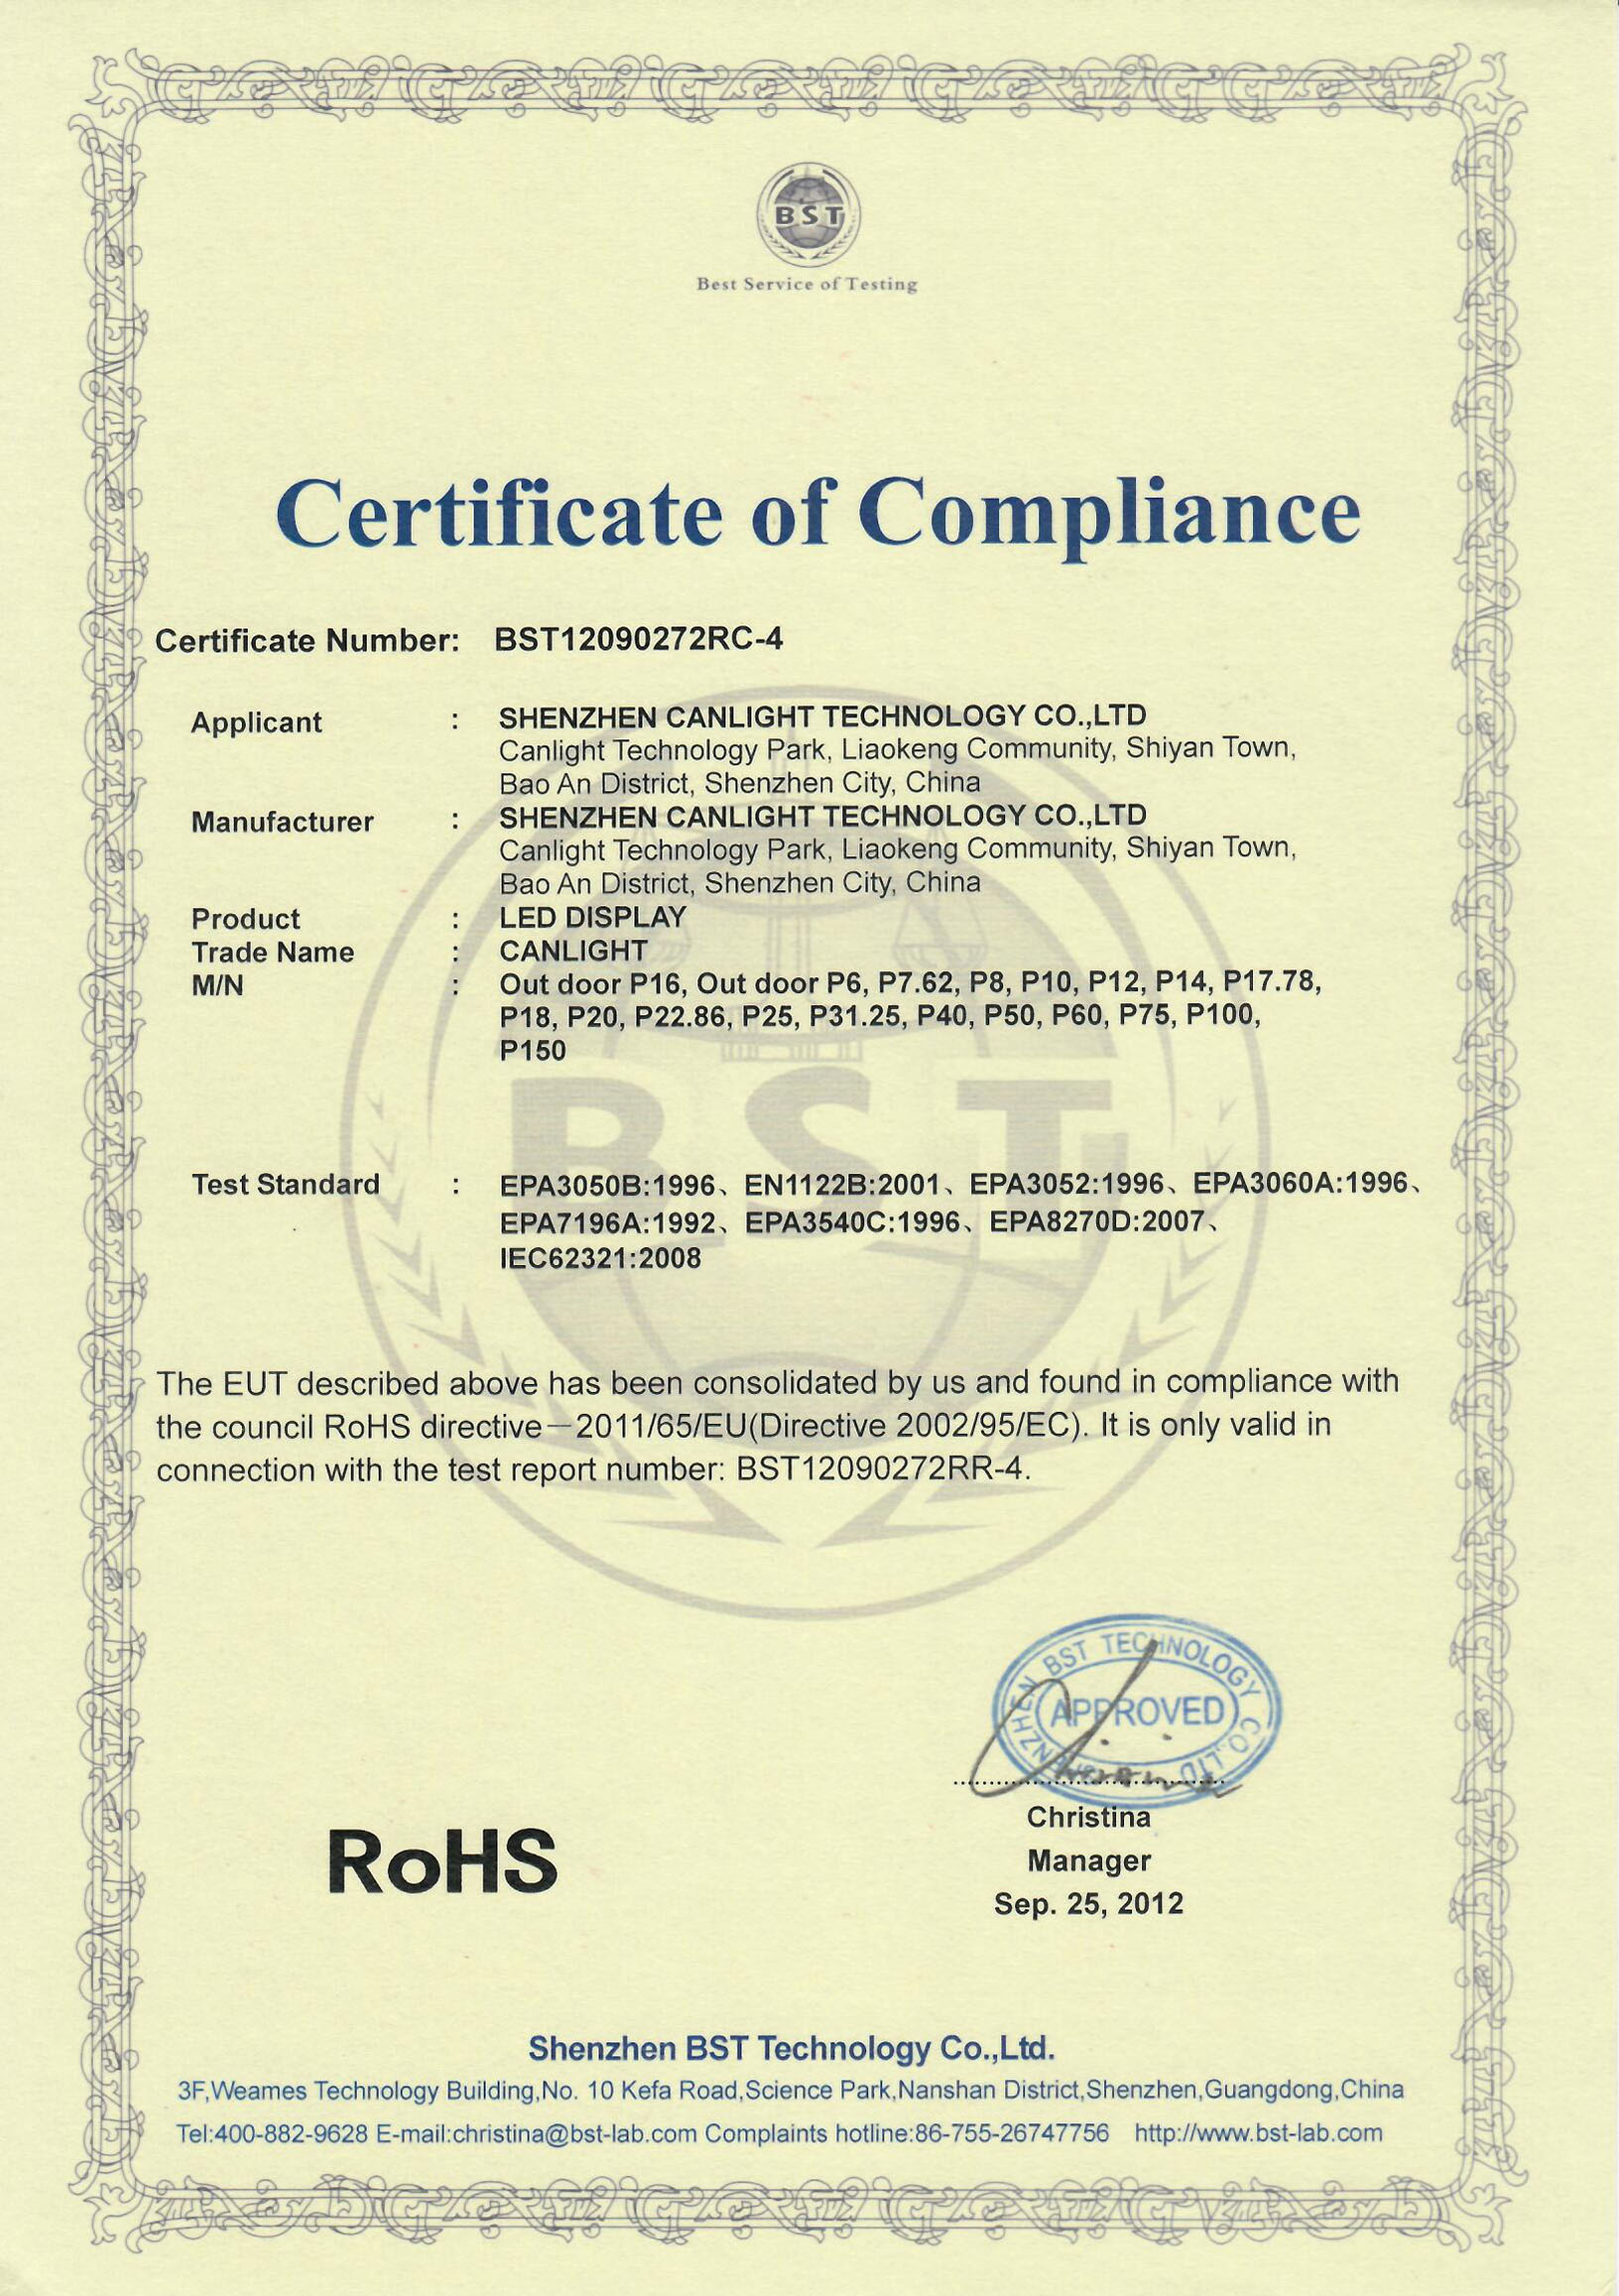 BST
Best Service of Testing
Certificate of Compliance
Certificate Number: BST12090272RC-4
Applicant : SHENZHEN CANLIGHT TECHNOLOGY CO.,LTD
Canlight Technology Park, Liaokeng Community, Shiyan Town,
Bao An District, Shenzhen City, China
Manufacturer : SHENZHEN CANLIGHT TECHNOLOGY CO.,LTD
Canlight Technology Park, Liaokeng Community, Shiyan Town,
Bao An District, Shenzhen City, China
Product : LED DISPLAY
Trade Name : CANLIGHT
M/N : Out door P16, Out door P6, P7.62, P8, P10, P12, P14, P17.78,
P18, P20, P22.86, P25, P31.25, P40, P50, P60, P75, P100,
P150
BST
Test Standard : EPA3050B:1996、EN1122B:2001、EPA3052:1996、EPA3060A:1996、
EPA7196A:1992、EPA3540C:1996、EPA8270D:2007、
IEC62321:2008
The EUT described above has been consolidated by us and found in compliance with
the council RoHS directive—2011/65/EU(Directive 2002/95/EC). It is only valid in
connection with the test report number: BST12090272RR-4.
SHENZHEN BST TECHNOLOGY CO.,LTD
APPROVED
Christina
Manager
Sep. 25, 2012
RoHS
Shenzhen BST Technology Co.,Ltd.
3F,Weames Technology Building,No. 10 Kefa Road,Science Park,Nanshan District,Shenzhen,Guangdong,China
Tel:400-882-9628 E-mail:christina@bst-lab.com Complaints hotline:86-755-26747756 http://www.bst-lab.com